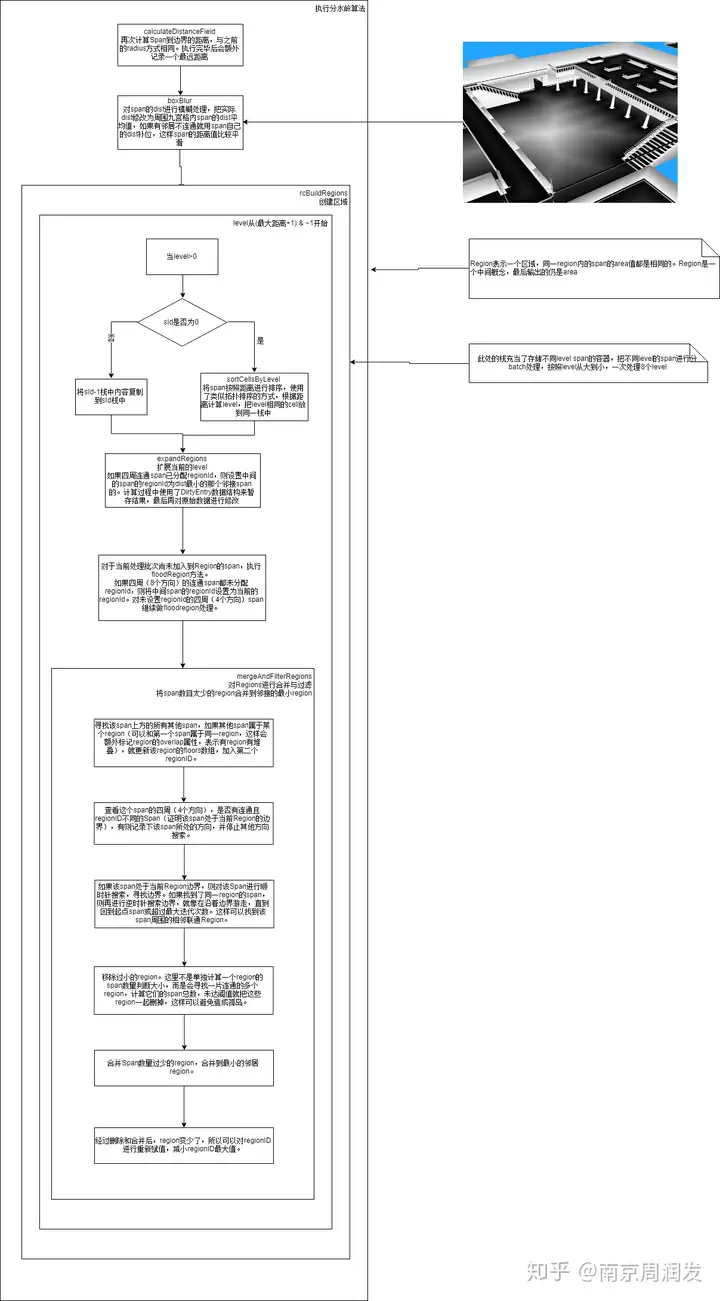 执行分水岭算法
calculateDistanceField
再次计算Span到边界的距离，与之前
的radius方式相同。执行完毕后会额外
记录一个最远距离
boxBlur
对span的dist进行模糊处理，把实际
dist修改为周围九宫格内span的dist平
均值，如果有邻居不连通就用span自己
的dist补位，这样span的距离值比较平
滑
rcBuildRegions
创建区域
level从(最大距离+1) & ~1开始
当level>0
sId是否为0
否
是
将sId-1栈中内容复制
到sId栈中
sortCellsByLevel
将span按照距离进行排序，使用
了类似拓扑排序的方式，根据距
离计算level，把level相同的cell放
到同一栈中
expandRegions
扩展当前的level
如果四周连通span已分配regionId，则设置中间
的span的regionId为dist最小的那个邻接span
的。计算过程中使用了DirtyEntry数据结构来暂
存结果，最后再对原始数据进行修改
对于当前处理批次尚未加入到Region的span，执行
floodRegion方法。
如果四周（8个方向）的连通span都未分配
regionId，则将中间span的regionId设置为当前的
regionId。对未设置regionId的四周（4个方向）span
继续做floodregion处理。
mergeAndFilterRegions
对Regions进行合并与过滤
将span数目太少的region合并到邻接的最小region
寻找该span上方的所有其他span，如果其他span属于某
个region（可以和第一个span属于同一region，这样会
额外标记region的overlap属性，表示有region有堆
叠），就更新该region的floors数组，加入第二个
regionID。
查看这个span的四周（4个方向），是否有连通且
regionID不同的Span（证明该span处于当前Region的边
界），有则记录下该span所处的方向，并停止其他方向
搜索。
如果该span处于当前Region边界，则对该Span进行顺
时针搜索，寻找边界。如果找到了同一region的span，
则再进行逆时针搜索边界，就像在沿着边界游走，直到
回到起点span或超过最大迭代次数。这样可以找到该
span周围的相邻联通Region。
移除过小的region。这里不是单独计算一个region的
span数量判断大小，而是会寻找一片连通的多个
region，计算它们的span总数，未达阈值就把这些
region一起删掉，这样可以避免造成孤岛。
合并Span数量过少的region，合并到最小的邻居
region。
经过删除和合并后，region变少了，所以可以对regionID
进行重新赋值，减小regionID最大值。
Region表示一个区域，同一region内的span的area值都是相同的。Region是一
个中间概念，最后输出的仍是area
此处的栈充当了存储不同level span的容器，把不同level的span进行分
batch处理，按照level从大到小，一次处理8个level
知乎 @南京周润发